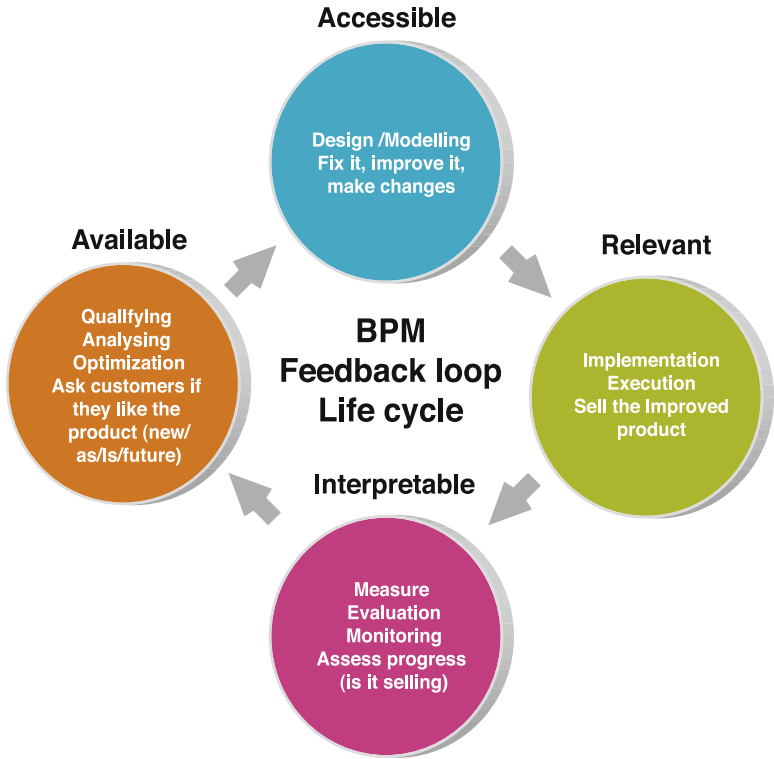 Accessible
Design /Modelling
Fix it, improve it,
make changes
Available
Relevant
Qualifying
Analysing
Optimization
Ask customers if
they like the
product (new/
as/Is/future)
BPM
Feedback loop
Life cycle
Implementation
Execution
Sell the Improved
product
Interpretable
Measure
Evaluation
Monitoring
Assess progress
(is it selling)